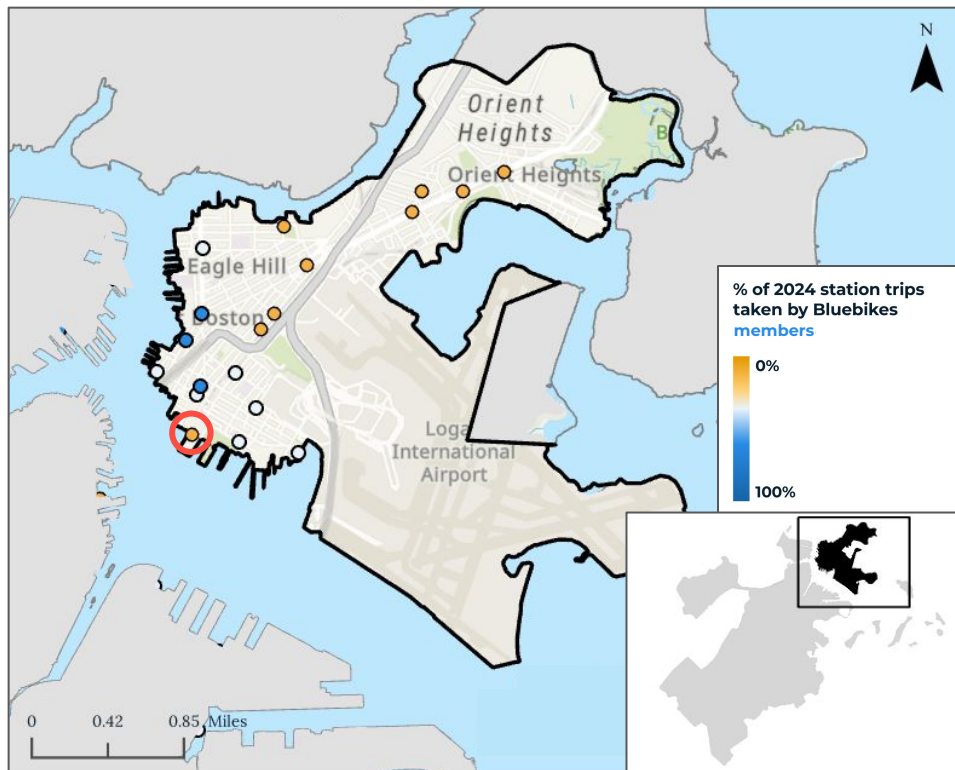 N
Orient
Heights
B
Orient Heights
Eagle Hill
Boston
Loga
International
Airport
% of 2024 station trips
taken by Bluebikes
members
0%
100%
0 0.42 0.85 Miles